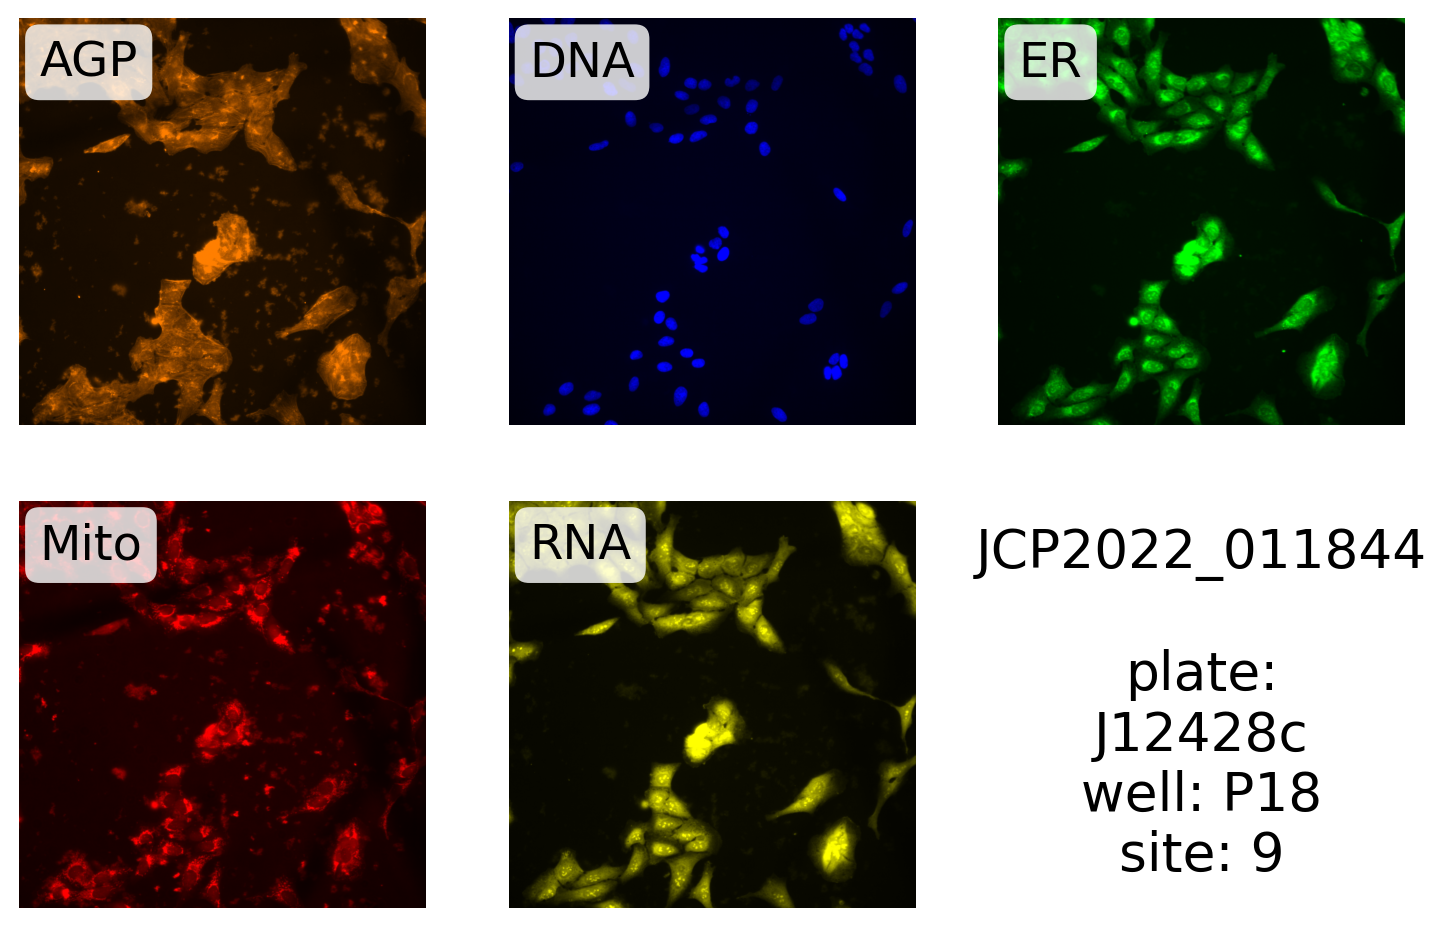 AGP
DNA
ER
Mito
RNA
JCP2022_011844
plate:
J12428c
well: P18
site: 9